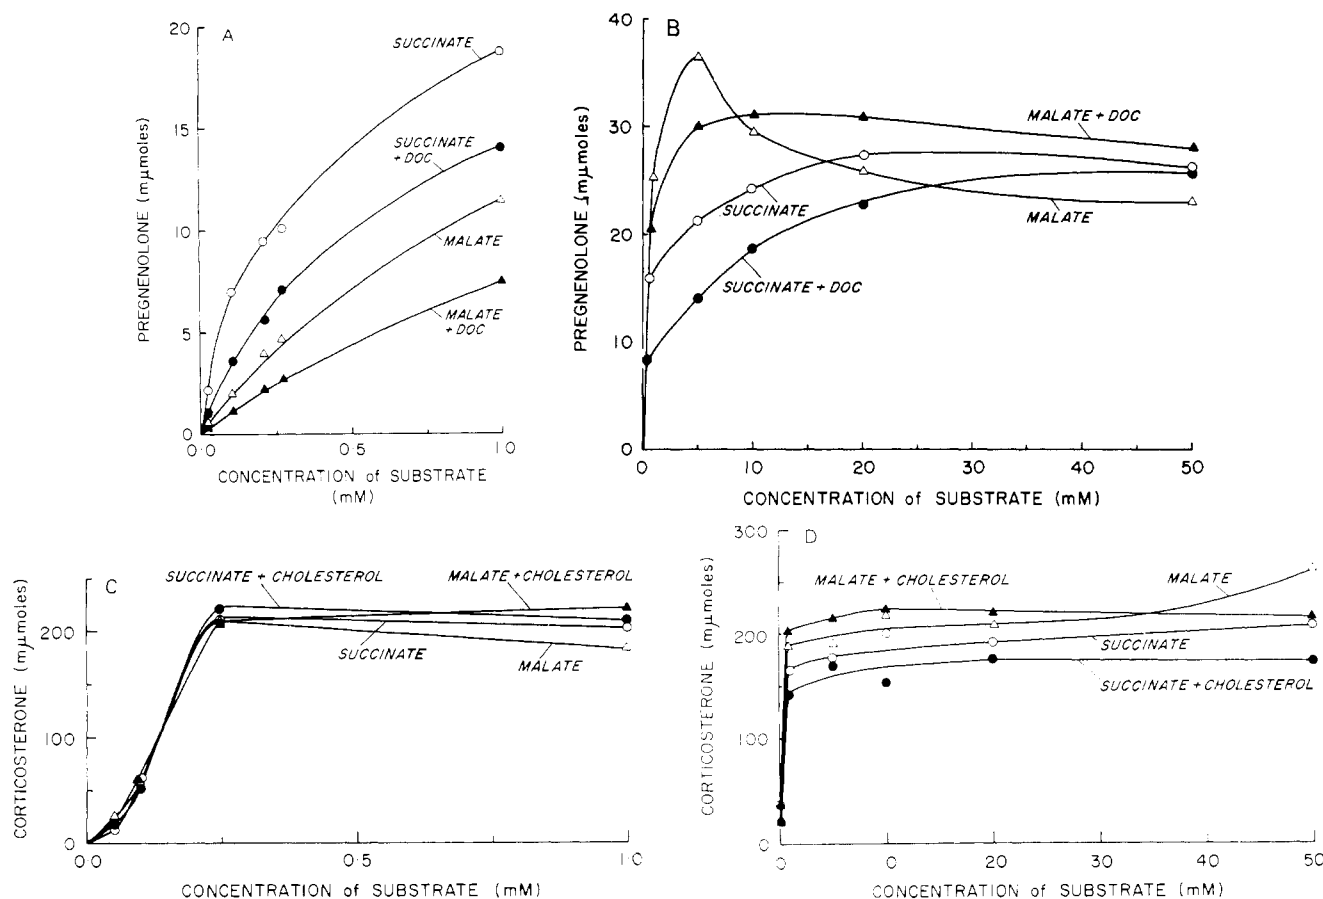 A
20
15
10
5
0
0·0
0·5
1·0
PREGNENOLONE (mμmoles)
CONCENTRATION of SUBSTRATE
(mM)
SUCCINATE
SUCCINATE
+ DOC
MALATE
MALATE
+ DOC
B
40
30
20
10
0
0
10
20
30
40
50
PREGNENOLONE (mμmoles)
CONCENTRATION of SUBSTRATE (mM)
MALATE + DOC
SUCCINATE
MALATE
SUCCINATE + DOC
C
200
100
0
0·0
0·5
1·0
CORTICOSTERONE (mμmoles)
CONCENTRATION of SUBSTRATE (mM)
SUCCINATE + CHOLESTEROL
MALATE + CHOLESTEROL
SUCCINATE
MALATE
D
300
200
100
0
0
0
20
30
40
50
CORTICOSTERONE (mμmoles)
CONCENTRATION of SUBSTRATE (mM)
MALATE + CHOLESTEROL
MALATE
SUCCINATE
SUCCINATE + CHOLESTEROL